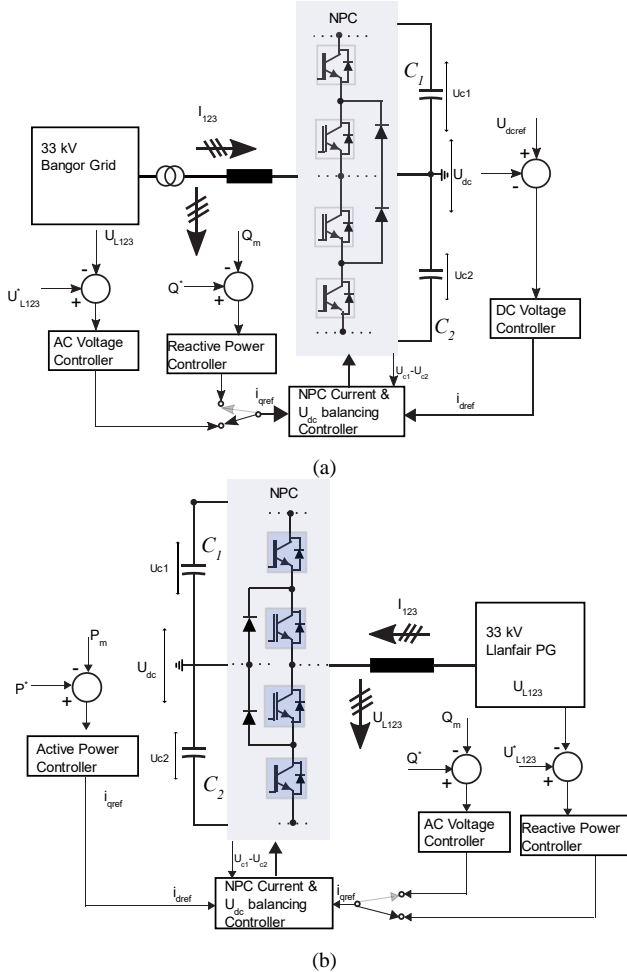 NPC
C1
Uc1
I123
33 kV
Bangor Grid
Udcref
+
-
Udc
UL123
Qm
-
U*L123
+
-
Q*
+
Uc2
C2
AC Voltage
Controller
Reactive Power
Controller
DC Voltage
Controller
Uc1-Uc2
iqref
NPC Current &
Udc balancing
Controller
idref
(a)
NPC
C1
Uc1
I123
33 kV
Llanfair PG
UL123
Pm
-
P*
+
Udc
UL123
Qm
-
Q*
+
U*L123
-
+
Uc2
C2
Active Power
Controller
AC Voltage
Controller
Reactive Power
Controller
iqref
Uc1-Uc2
idref
NPC Current &
Udc balancing
Controller
iqref
(b)